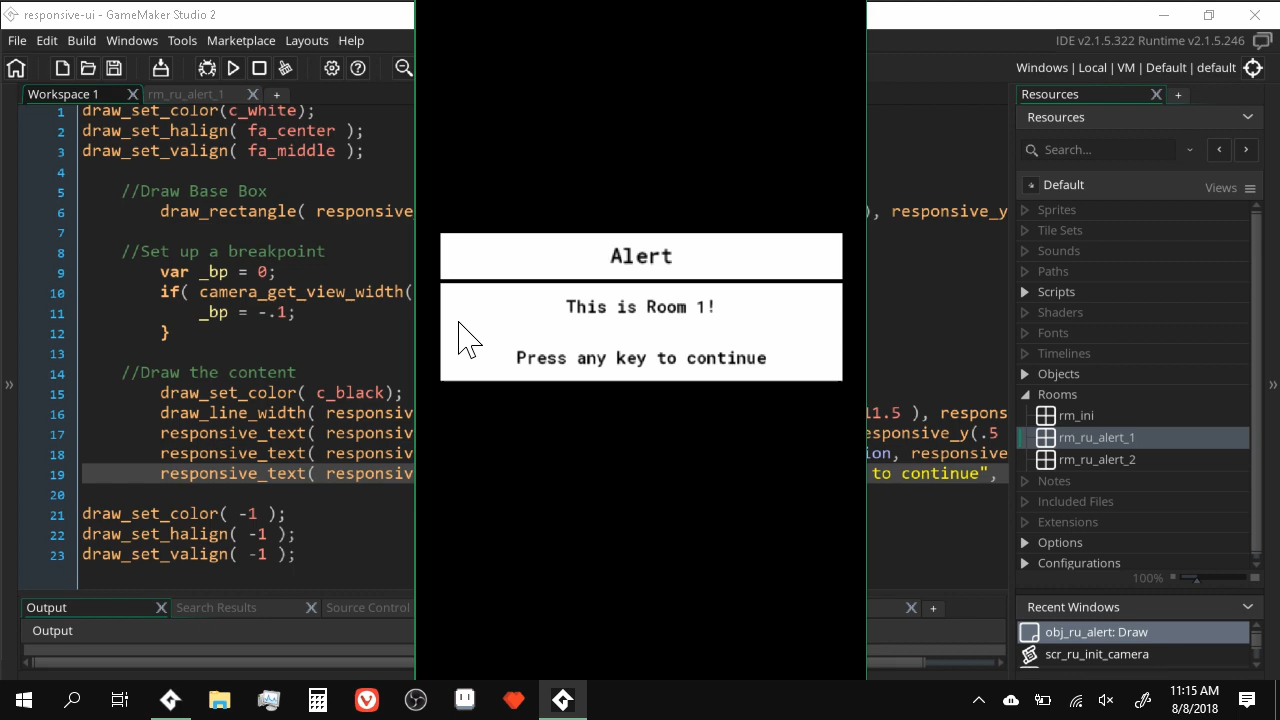 responsive-ui - GameMaker Studio 2
File Edit Build Windows Tools Marketplace Layouts Help
IDE v2.1.5.322 Runtime v2.1.5.246
Windows | Local | VM | Default | default
Workspace 1
rm_ru_alert_1
+
Resources
+
Resources
Search...
Default
Views
Sprites
Tile Sets
Sounds
Paths
Scripts
Shaders
Fonts
Timelines
Objects
Rooms
rm_ini
rm_ru_alert_1
rm_ru_alert_2
Notes
Included Files
Extensions
Options
Configurations
100%
Recent Windows
obj_ru_alert: Draw
scr_ru_init_camera
1 draw_set_color(c_white);
2 draw_set_halign( fa_center );
3 draw_set_valign( fa_middle );
4
5 //Draw Base Box
6 draw_rectangle( responsive ), responsive_y
7
8 //Set up a breakpoint
9 var _bp = 0;
10 if( camera_get_view_width(
11 _bp = -.1;
12 }
13
14 //Draw the content
15 draw_set_color( c_black);
16 draw_line_width( responsiv 11.5 ), respons
17 responsive_text( responsiv esponsive_y(.5
18 responsive_text( responsiv ion, responsive
19 responsive_text( responsiv to continue",
20
21 draw_set_color( -1 );
22 draw_set_halign( -1 );
23 draw_set_valign( -1 );
Alert
This is Room 1!
Press any key to continue
Output
Search Results
Source Control
+
Output
11:15 AM
8/8/2018